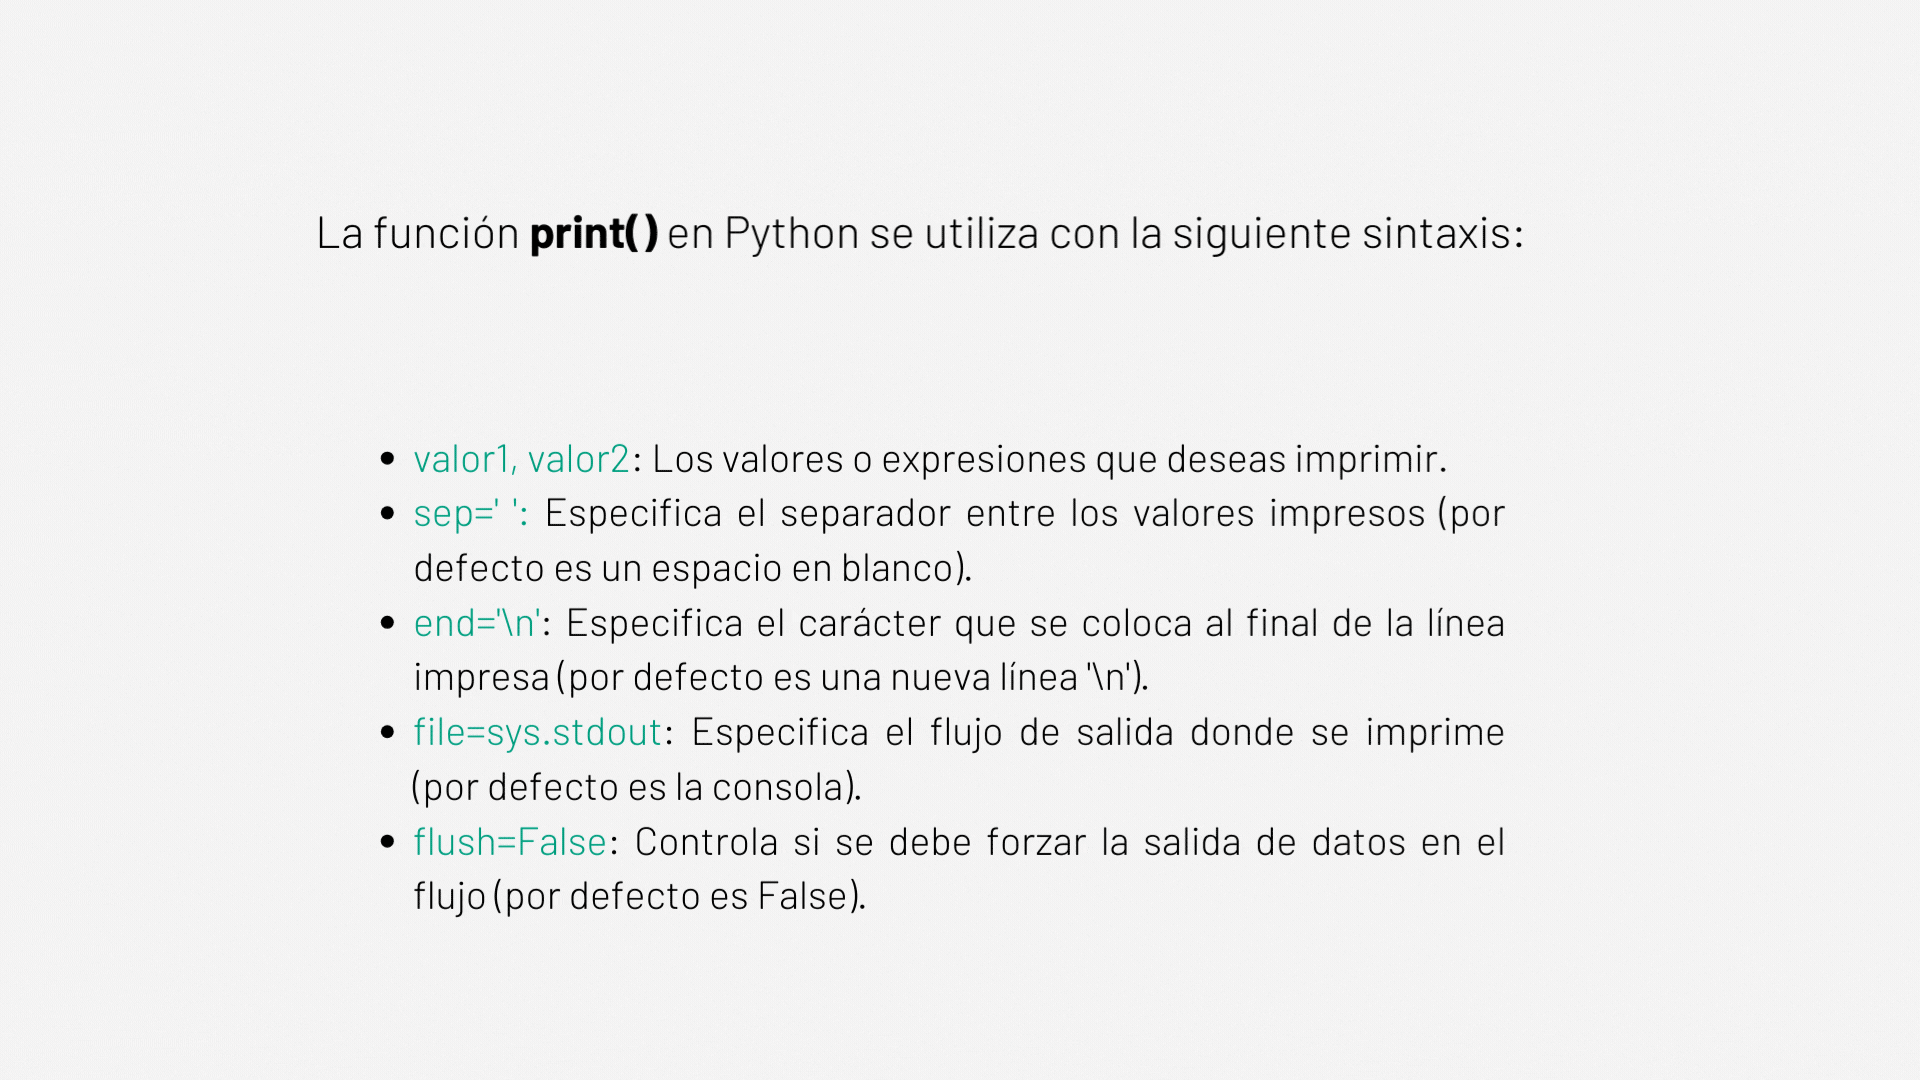 La función print( ) en Python se utiliza con la siguiente sintaxis:
• valor1, valor2: Los valores o expresiones que deseas imprimir.
• sep=' ': Especifica el separador entre los valores impresos (por
defecto es un espacio en blanco).
• end='\n': Especifica el carácter que se coloca al final de la línea
impresa (por defecto es una nueva línea '\n').
• file=sys.stdout: Especifica el flujo de salida donde se imprime
(por defecto es la consola).
• flush=False: Controla si se debe forzar la salida de datos en el
flujo (por defecto es False).